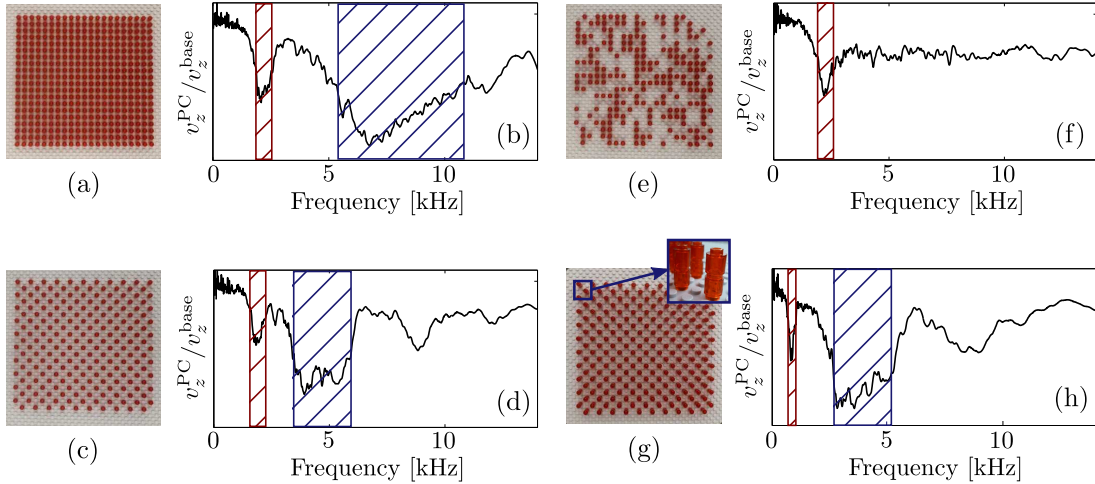 v_z^PC/v_z^base
(b)
0 5 10
Frequency [kHz]
(a)
v_z^PC/v_z^base
(f)
0 5 10
Frequency [kHz]
(e)
v_z^PC/v_z^base
(d)
0 5 10
Frequency [kHz]
(c)
v_z^PC/v_z^base
(h)
0 5 10
Frequency [kHz]
(g)